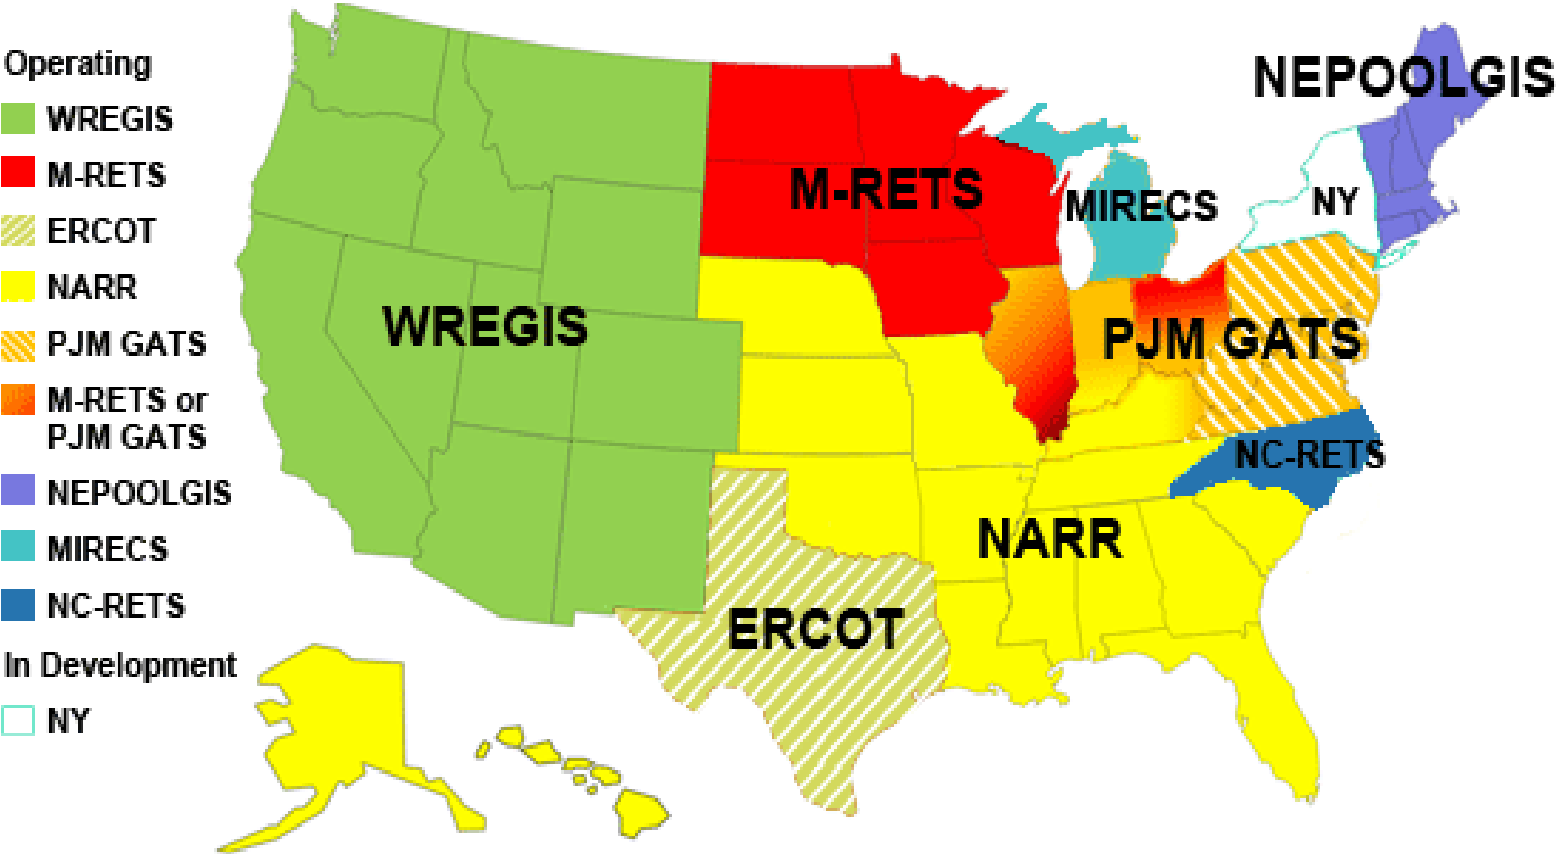 Operating
WREGIS
M-RETS
ERCOT
NARR
PJM GATS
M-RETS or
PJM GATS
NEPOOLGIS
MIRECS
NC-RETS
In Development
NY
NEPOOLGIS
M-RETS
MIRECS
NY
WREGIS
PJM GATS
NC-RETS
NARR
ERCOT